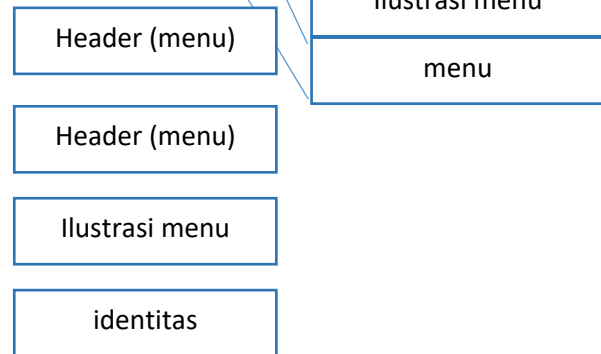 Ilustrasi menu
Header (menu)
menu
Header (menu)
Ilustrasi menu
identitas